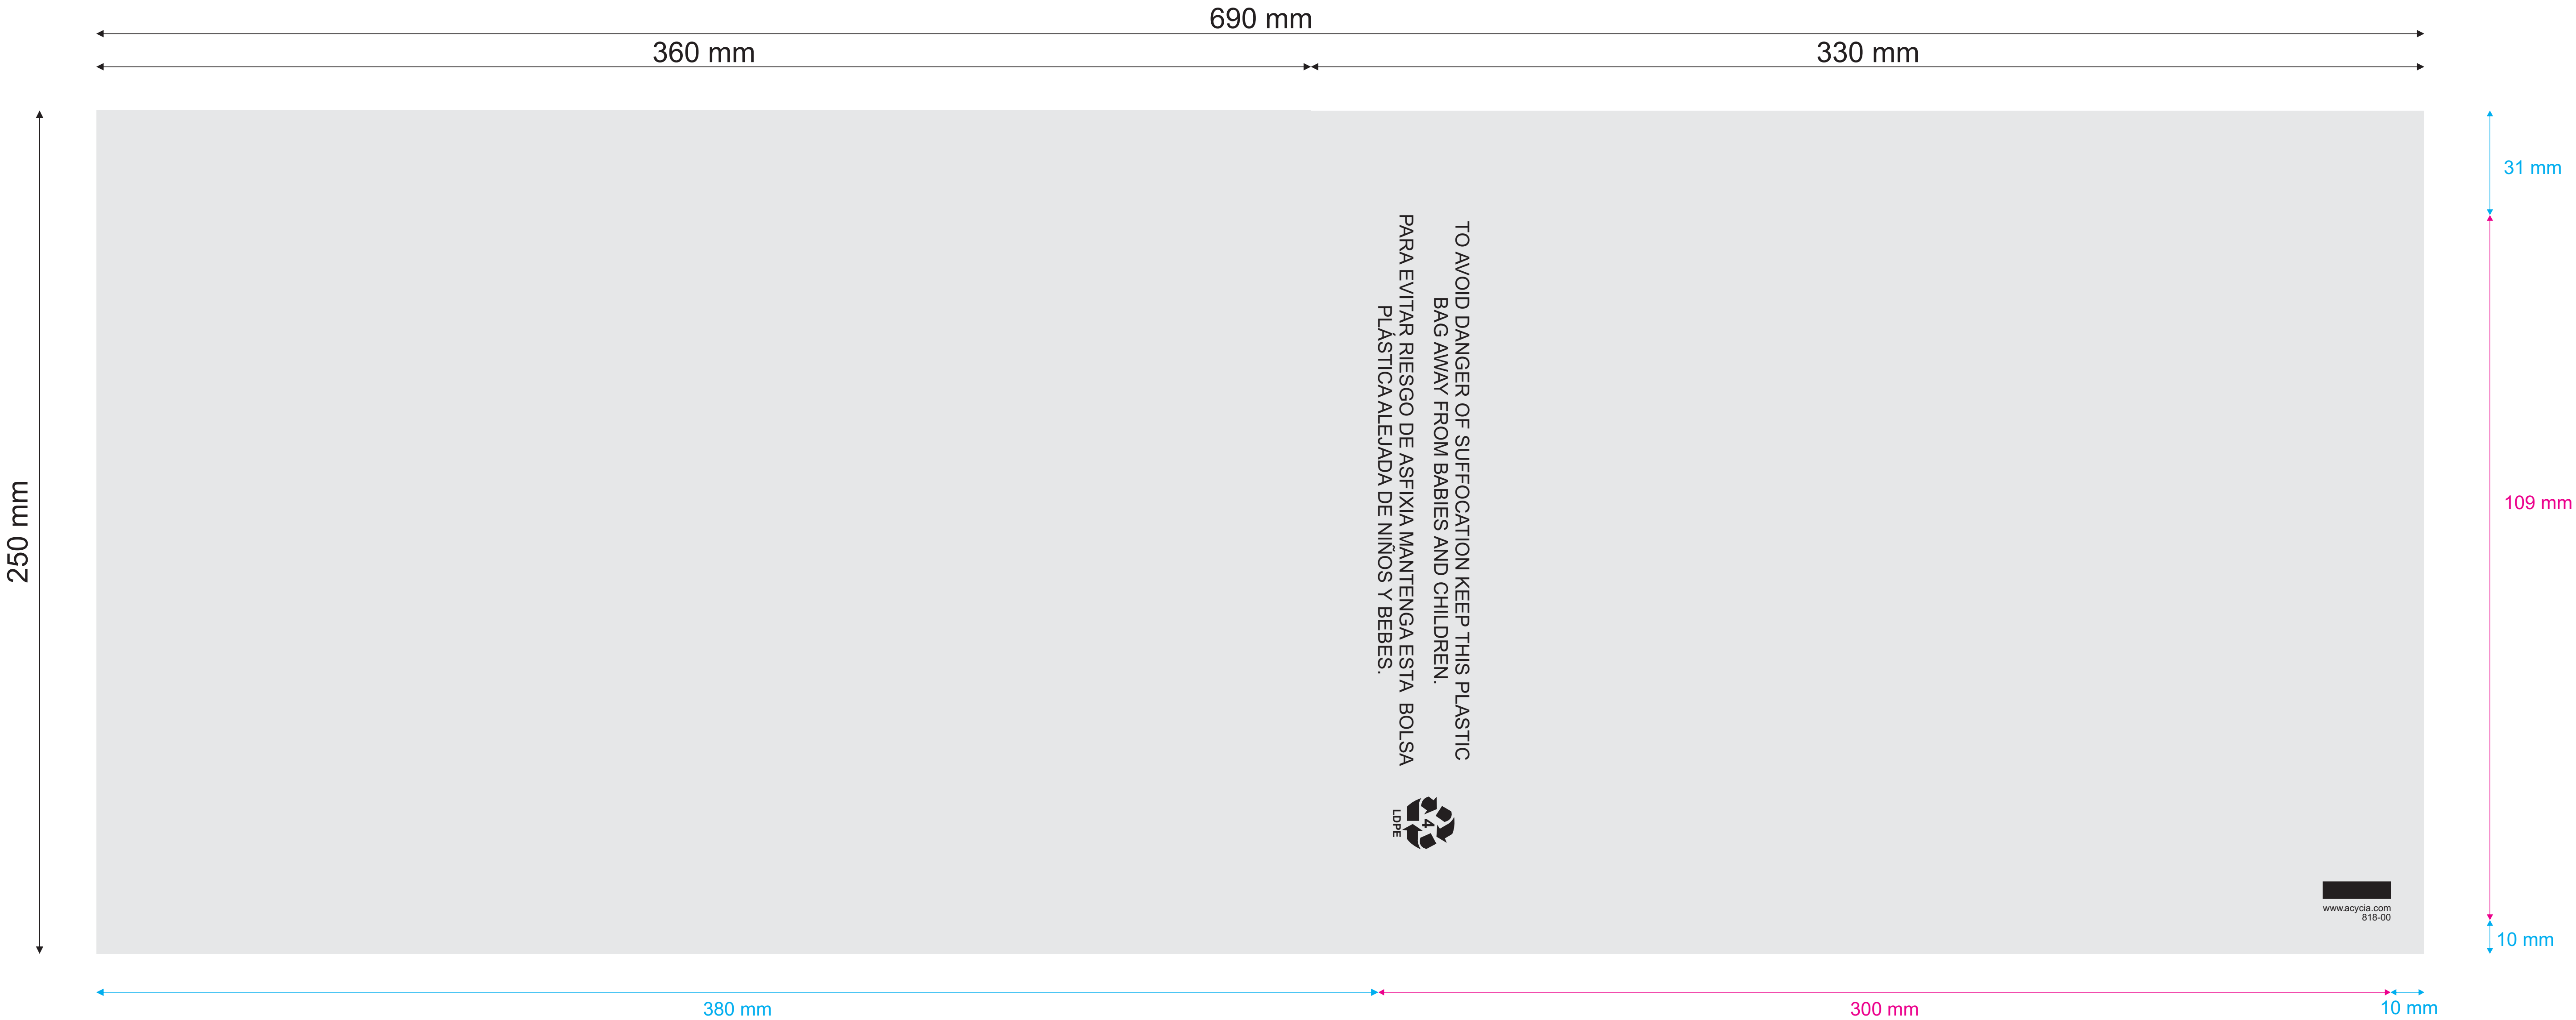 690 mm
360 mm
330 mm
250 mm
31 mm
109 mm
10 mm
TO AVOID DANGER OF SUFFOCATION KEEP THIS PLASTIC
BAG AWAY FROM BABIES AND CHILDREN.
PARA EVITAR RIESGO DE ASFIXIA MANTENGA ESTA BOLSA
PLÁSTICA ALEJADA DE NIÑOS Y BEBES.
4
LDPE
www.acycia.com
818-00
380 mm
300 mm
10 mm